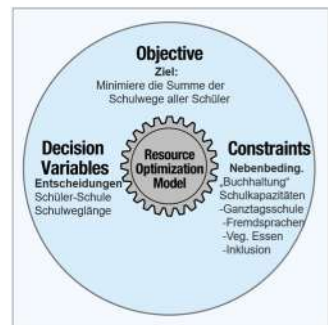 Objective
Ziel:
Minimiere die Summe der
Schulwege aller Schüler
Decision
Variables
Entscheidungen
Schüler-Schule
Schulweglänge
Resource
Optimization
Model
Constraints
Nebenbeding.
„Buchhaltung"
Schulkapazitäten
-Ganztagsschule
-Fremdsprachen
-Veg. Essen
-Inklusion